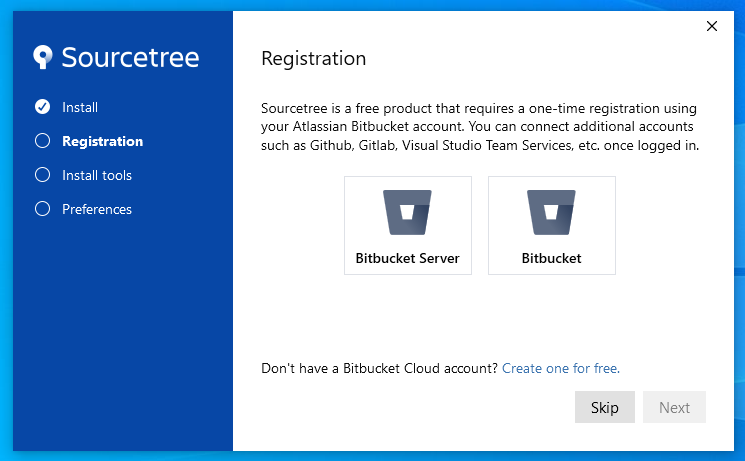 Sourcetree
Install
Registration
Install tools
Preferences
Registration
Sourcetree is a free product that requires a one-time registration using
your Atlassian Bitbucket account. You can connect additional accounts
such as Github, Gitlab, Visual Studio Team Services, etc. once logged in.
Bitbucket Server
Bitbucket
Don't have a Bitbucket Cloud account? Create one for free.
Skip
Next